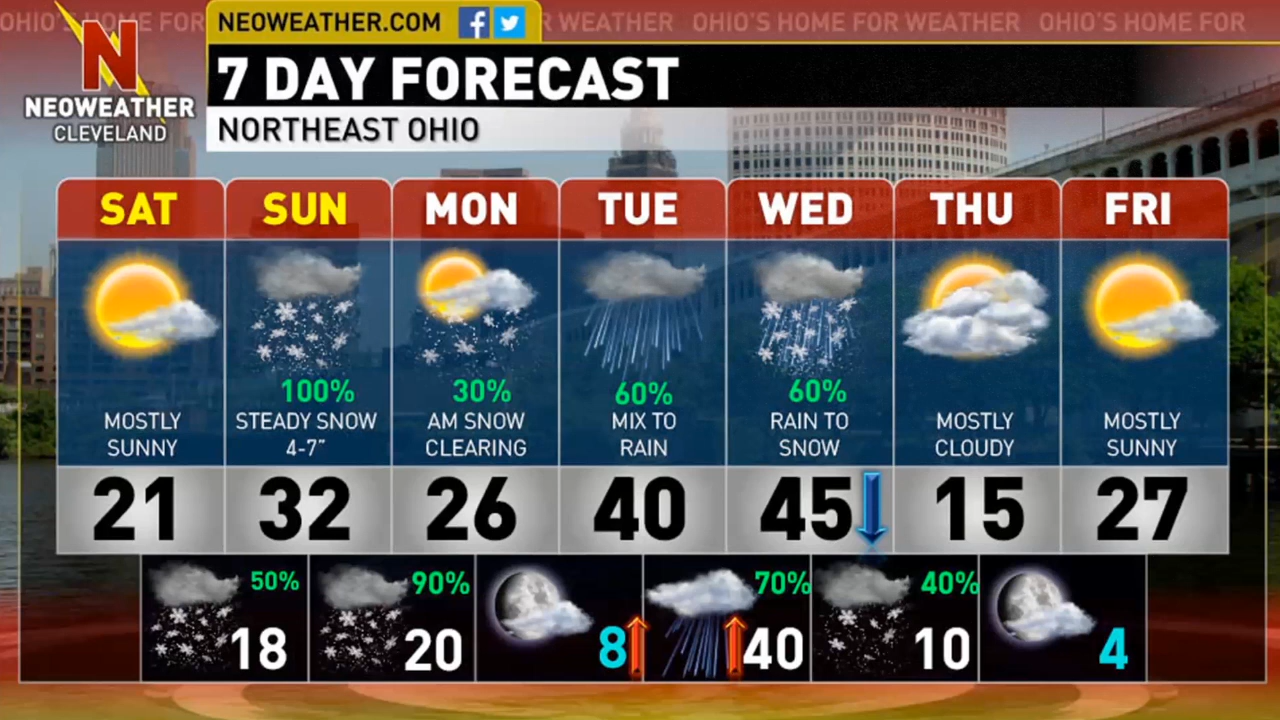 OHIO'S HOME FOR WEATHER OHIO'S HOME FOR WEATHER OHIO'S HOME FOR
NEOWEATHER.COM
N
NEOWEATHER
CLEVELAND
7 DAY FORECAST
NORTHEAST OHIO
SAT SUN MON TUE WED THU FRI
100% 30% 60% 60%
MOSTLY STEADY SNOW AM SNOW MIX TO RAIN TO MOSTLY MOSTLY
SUNNY 4-7" CLEARING RAIN SNOW CLOUDY SUNNY
21 32 26 40 45 15 27
50% 90% 70% 40%
18 20 8 40 10 4